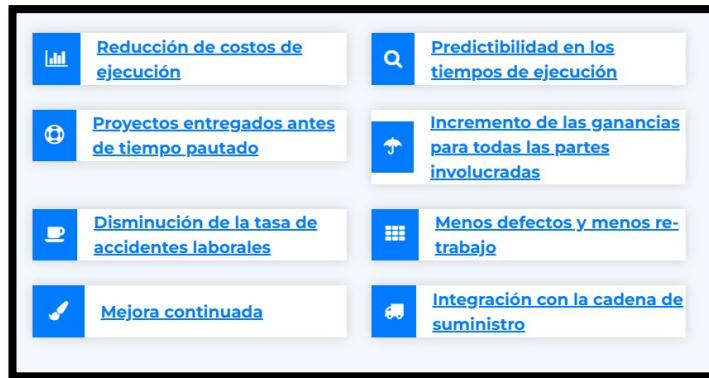 Reducción de costos de
ejecución
Predictibilidad en los
tiempos de ejecución
Proyectos entregados antes
de tiempo pautado
Incremento de las ganancias
para todas las partes
involucradas
Disminución de la tasa de
accidentes laborales
Menos defectos y menos re-
trabajo
Mejora continuada
Integración con la cadena de
suministro